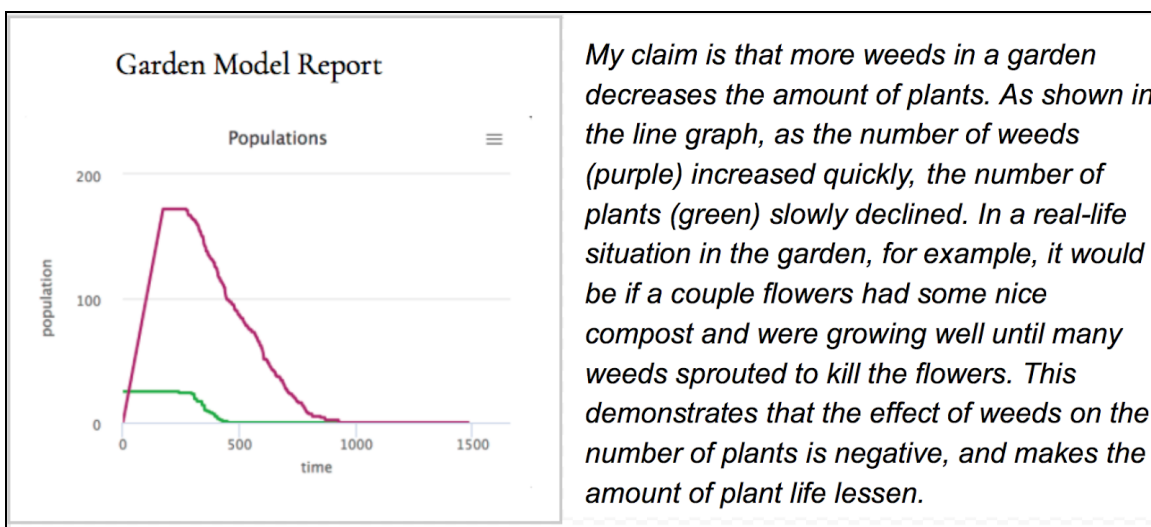 Garden Model Report
Populations
200
100
0
population
0
500
1000
1500
time
My claim is that more weeds in a garden
decreases the amount of plants. As shown in
the line graph, as the number of weeds
(purple) increased quickly, the number of
plants (green) slowly declined. In a real-life
situation in the garden, for example, it would
be if a couple flowers had some nice
compost and were growing well until many
weeds sprouted to kill the flowers. This
demonstrates that the effect of weeds on the
number of plants is negative, and makes the
amount of plant life lessen.